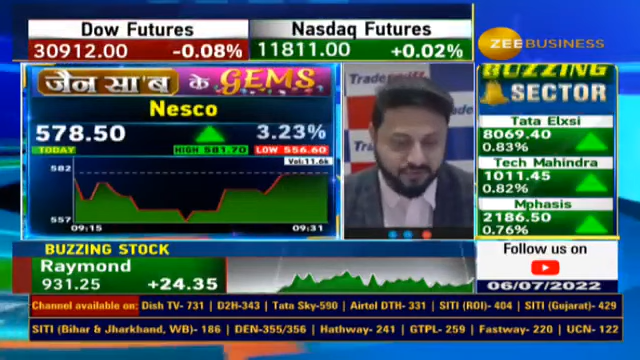 Dow Futures
30912.00 -0.08%
Nasdaq Futures
11811.00 +0.02%
ZEE BUSINESS
जैन सा'ब के GEMS
Nesco
578.50 3.23%
TODAY HIGH 581.70 LOW 556.60
Vol:11.6k
582
557
09:15 09:31
BUZZING
SECTOR
Tata Elxsi
8069.40
0.83%
Tech Mahindra
1011.45
0.82%
Mphasis
2186.50
0.76%
BUZZING STOCK
Raymond
931.25 +24.35
Follow us on
06/07/2022
Channel available on: Dish TV- 731 | D2H-343 | Tata Sky-590 | Airtel DTH- 331 | SITI (ROI)- 404 | SITI (Gujarat)- 429
SITI (Bihar & Jharkhand, WB)- 186 | DEN-355/356 | Hathway- 241 | GTPL- 259 | Fastway- 220 | UCN- 122